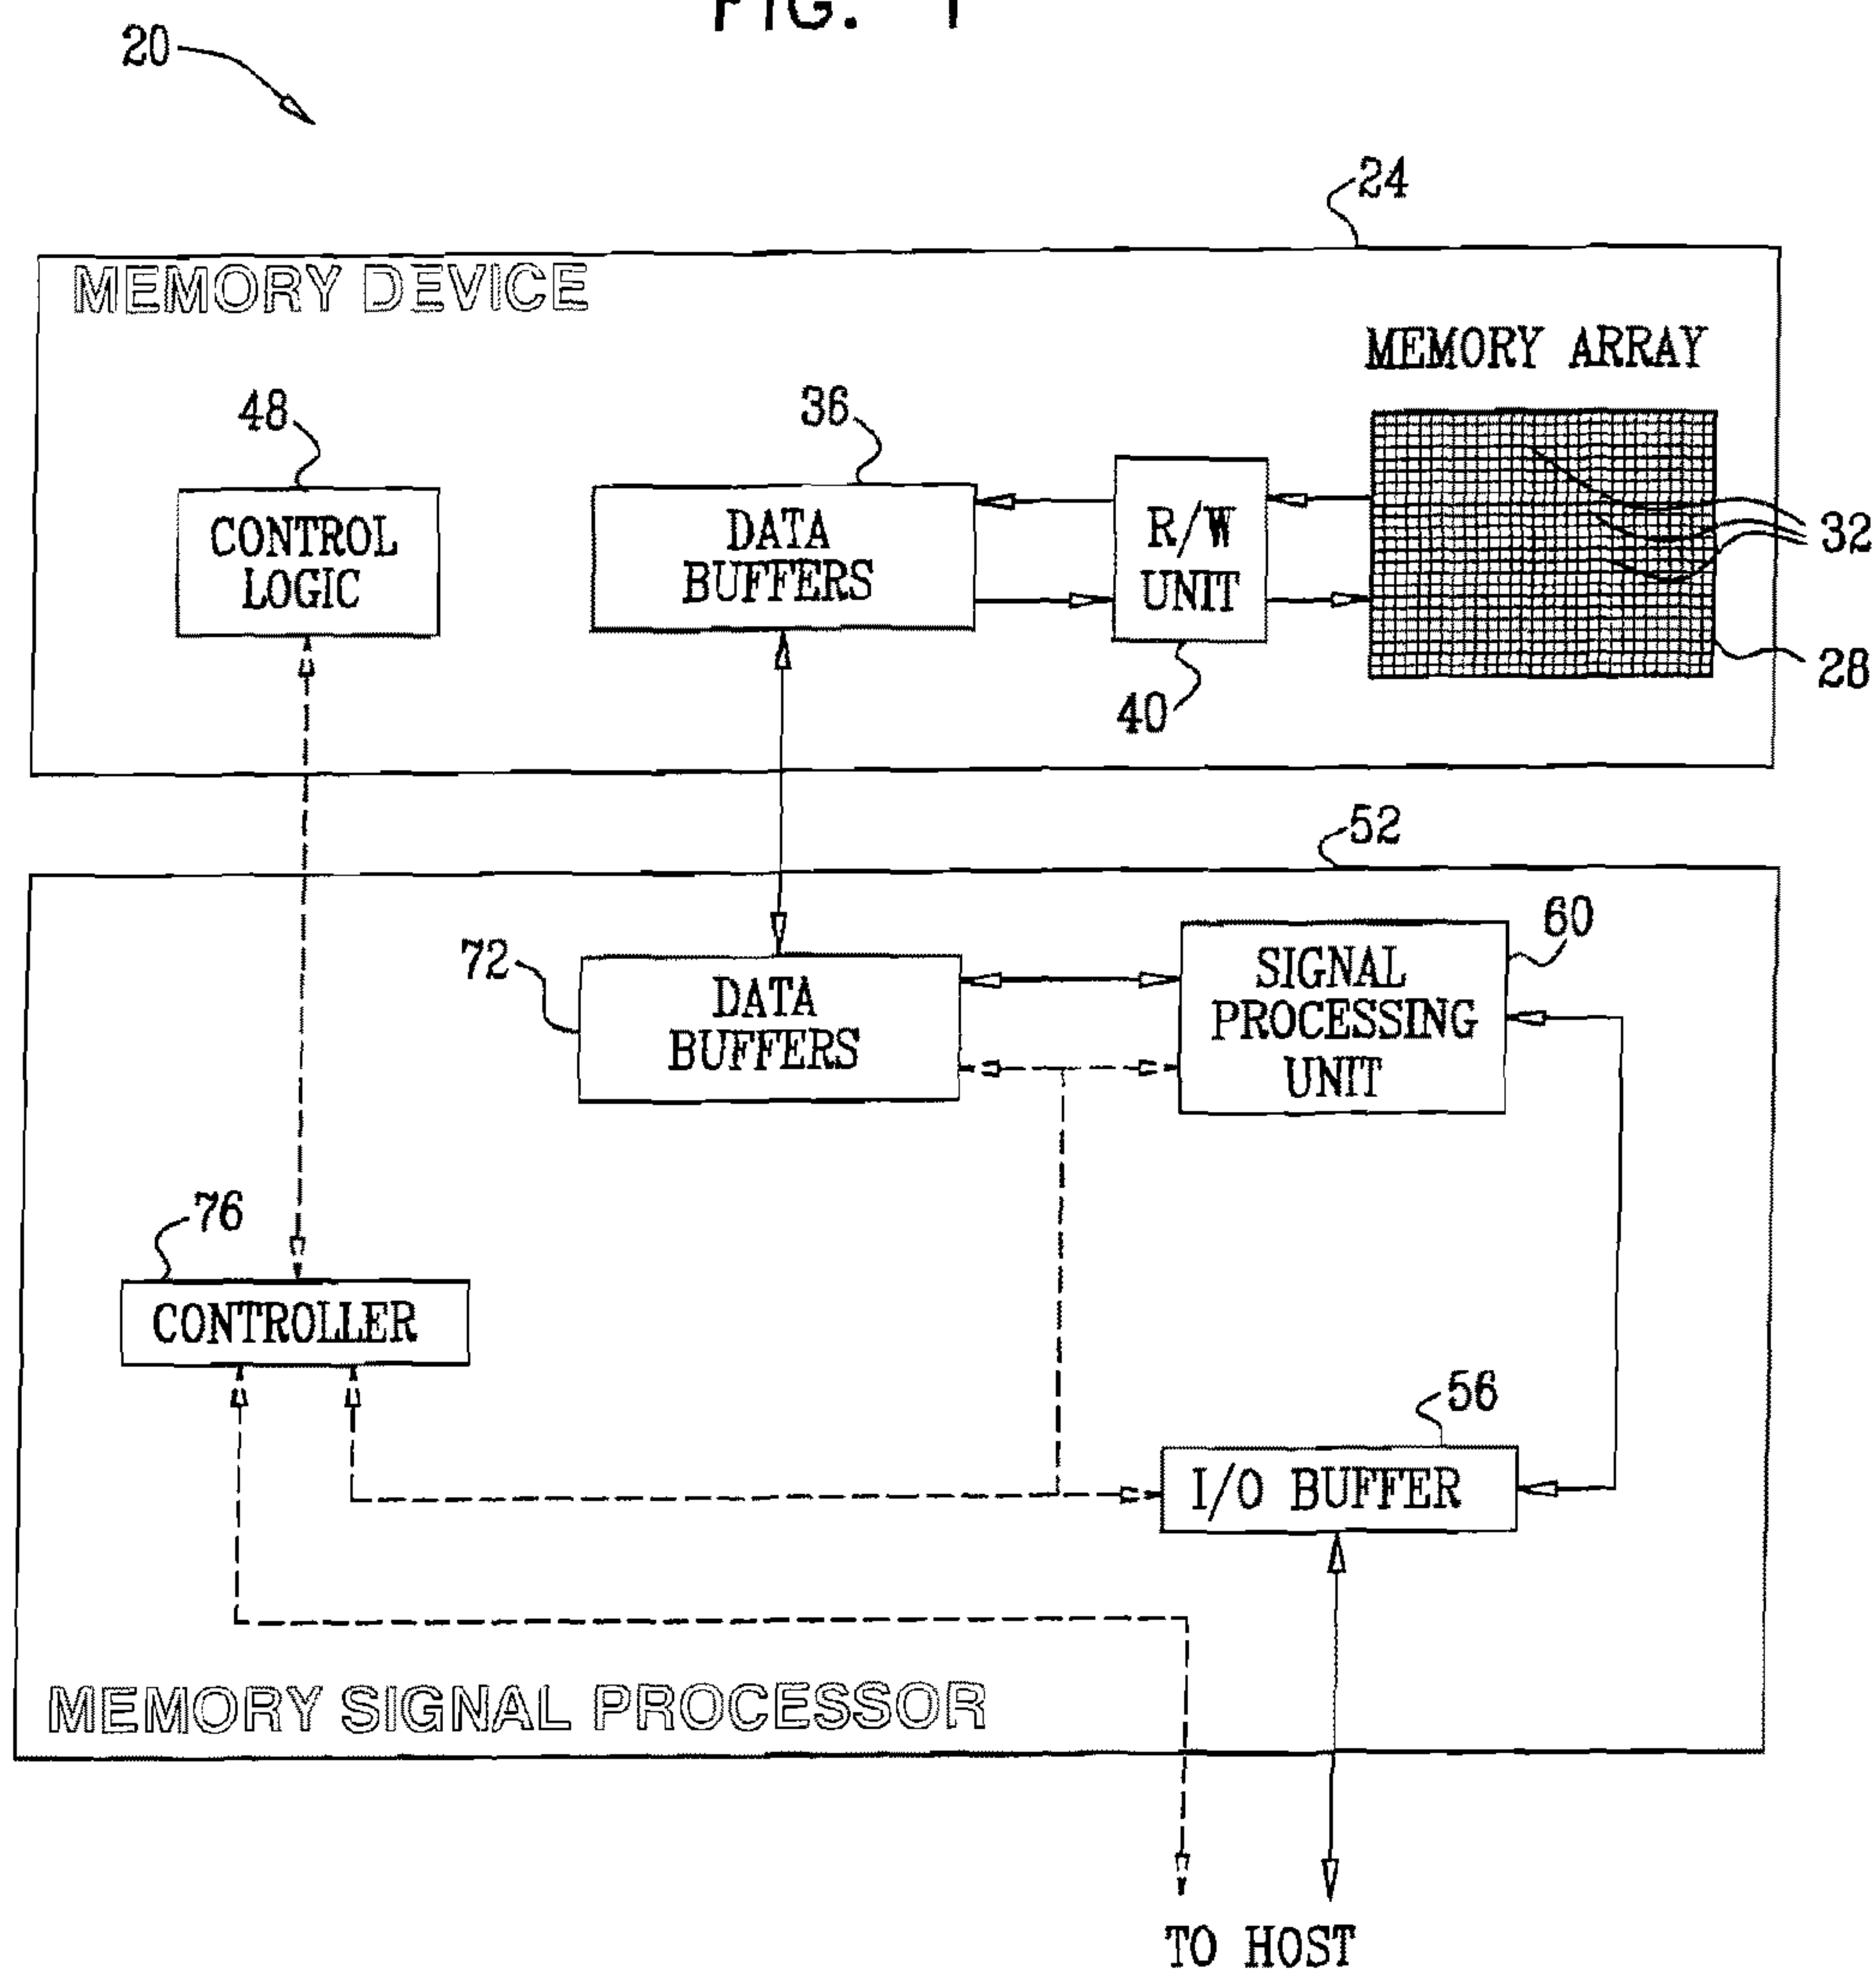 FIG. 1
20
24
MEMORY DEVICE
MEMORY ARRAY
48
36
CONTROL
LOGIC
DATA
BUFFERS
R/W
UNIT
32
28
40
52
60
72
DATA
BUFFERS
SIGNAL
PROCESSING
UNIT
76
CONTROLLER
56
I/O BUFFER
MEMORY SIGNAL PROCESSOR
TO HOST